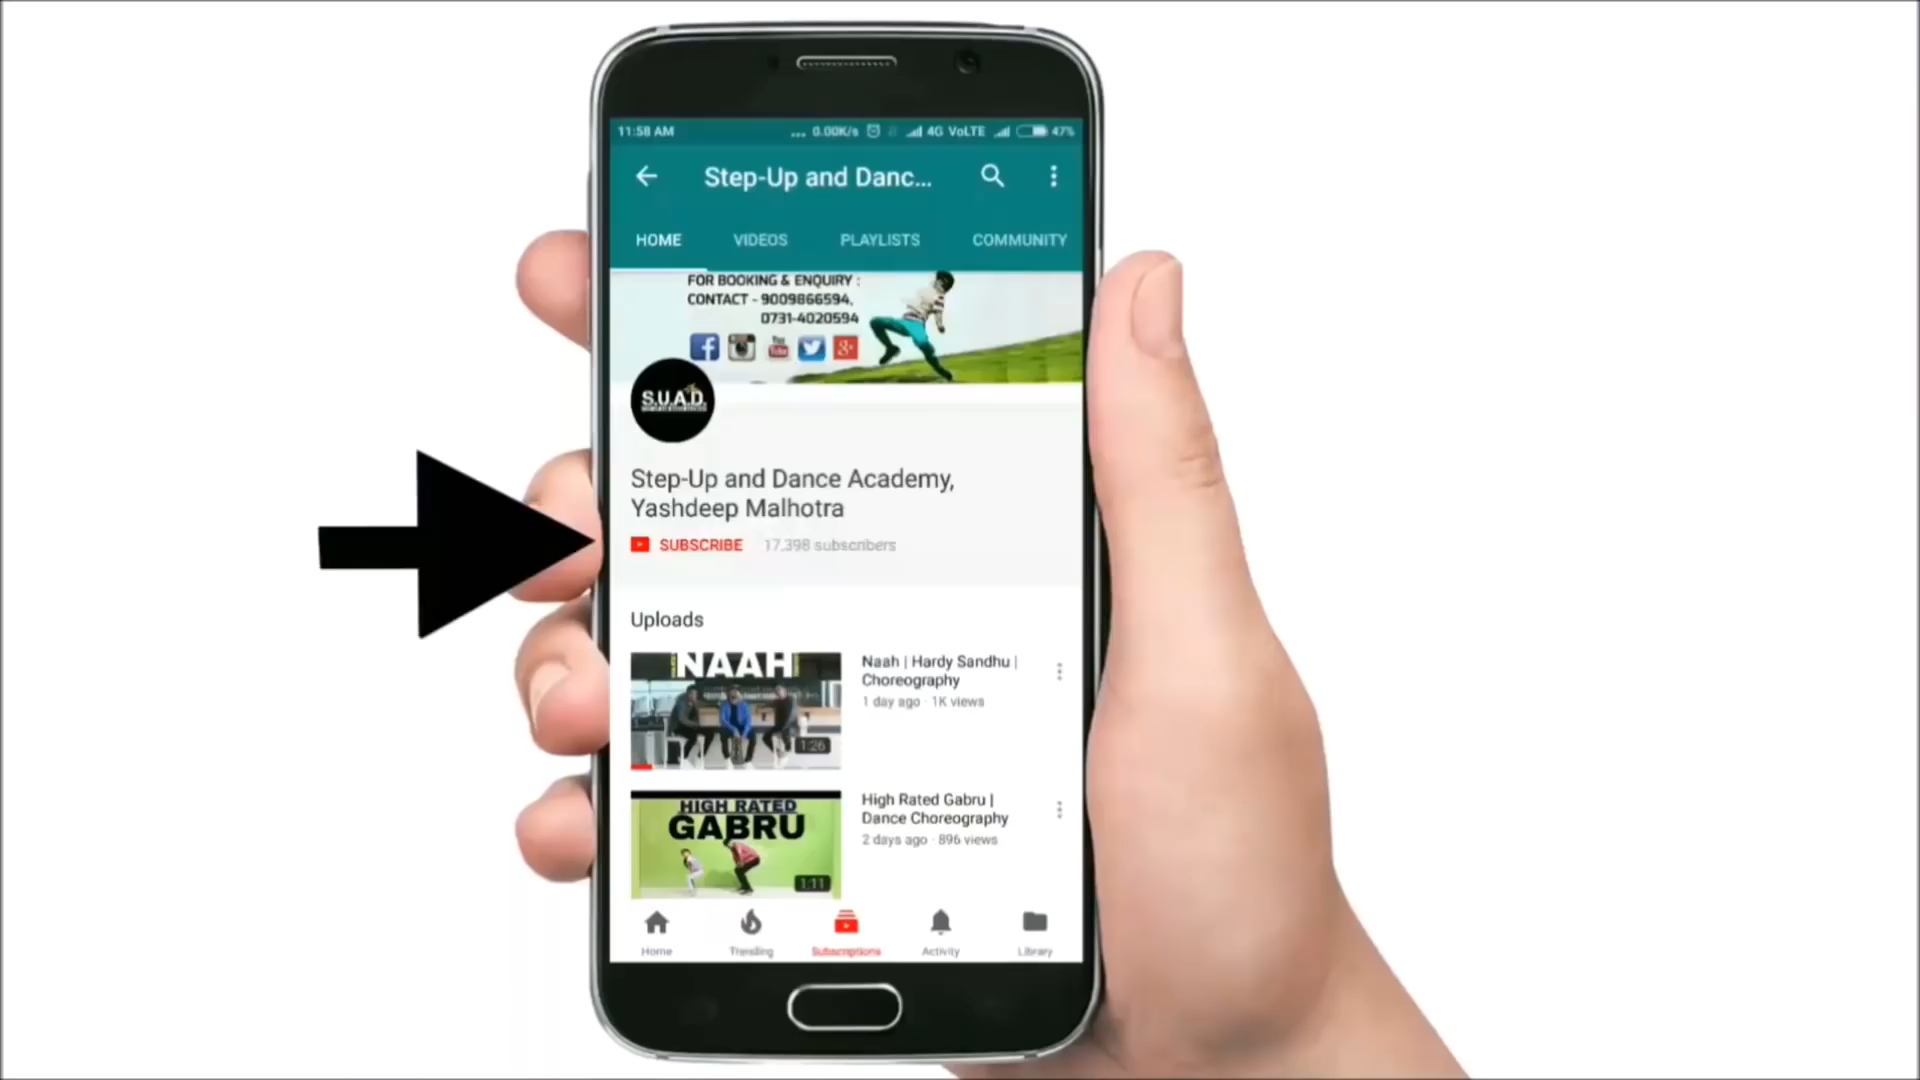 11:58 AM ... 0.00K/s 4G VoLTE 47%
Step-Up and Danc...
HOME VIDEOS PLAYLISTS COMMUNITY
FOR BOOKING & ENQUIRY :
CONTACT - 9009866594,
0731-4020594
You Tube
S.U.A.D.
Step-Up and Dance Academy,
Yashdeep Malhotra
SUBSCRIBE 17,398 subscribers
Uploads
NAAH
1:26
Naah | Hardy Sandhu |
Choreography
1 day ago · 1K views
HIGH RATED
GABRU
1:11
High Rated Gabru |
Dance Choreography
2 days ago · 896 views
Home Trending Subscriptions Activity Library